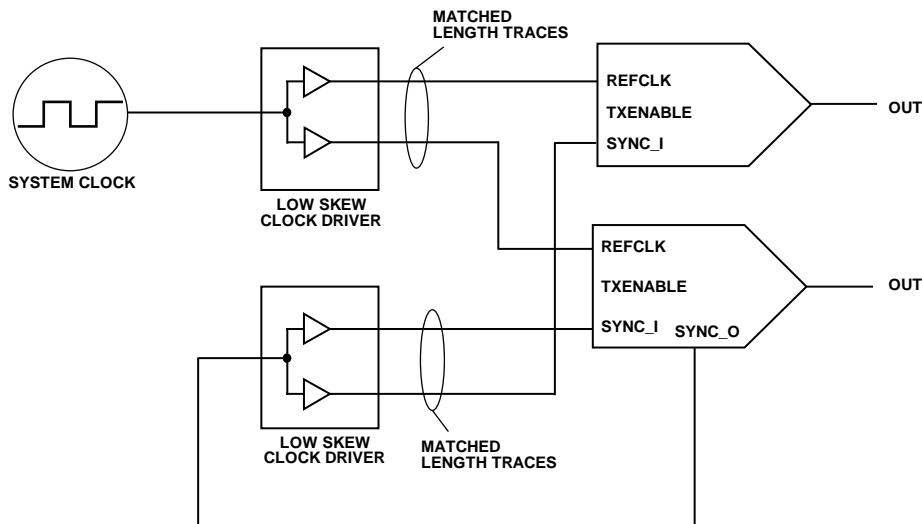 MATCHED
LENGTH TRACES
REFCLK
TXENABLE
SYNC_I
OUT
SYSTEM CLOCK
LOW SKEW
CLOCK DRIVER
REFCLK
TXENABLE
SYNC_I
SYNC_O
OUT
LOW SKEW
CLOCK DRIVER
MATCHED
LENGTH TRACES